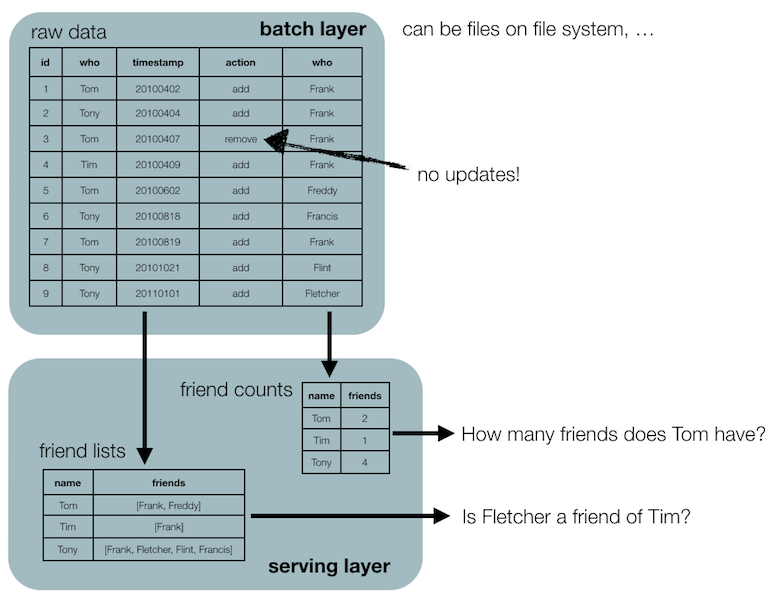 raw data batch layer can be files on file system, …
id who timestamp action who
1 Tom 20100402 add Frank
2 Tony 20100404 add Frank
3 Tom 20100407 remove Frank
4 Tim 20100409 add Frank
no updates!
5 Tom 20100602 add Freddy
6 Tony 20100818 add Francis
7 Tom 20100819 add Frank
8 Tony 20101021 add Flint
9 Tony 20110101 add Fletcher
friend counts
name friends
Tom 2
Tim 1
Tony 4
How many friends does Tom have?
friend lists
name friends
Tom [Frank, Freddy]
Tim [Frank]
Tony [Frank, Fletcher, Flint, Francis]
Is Fletcher a friend of Tim?
serving layer